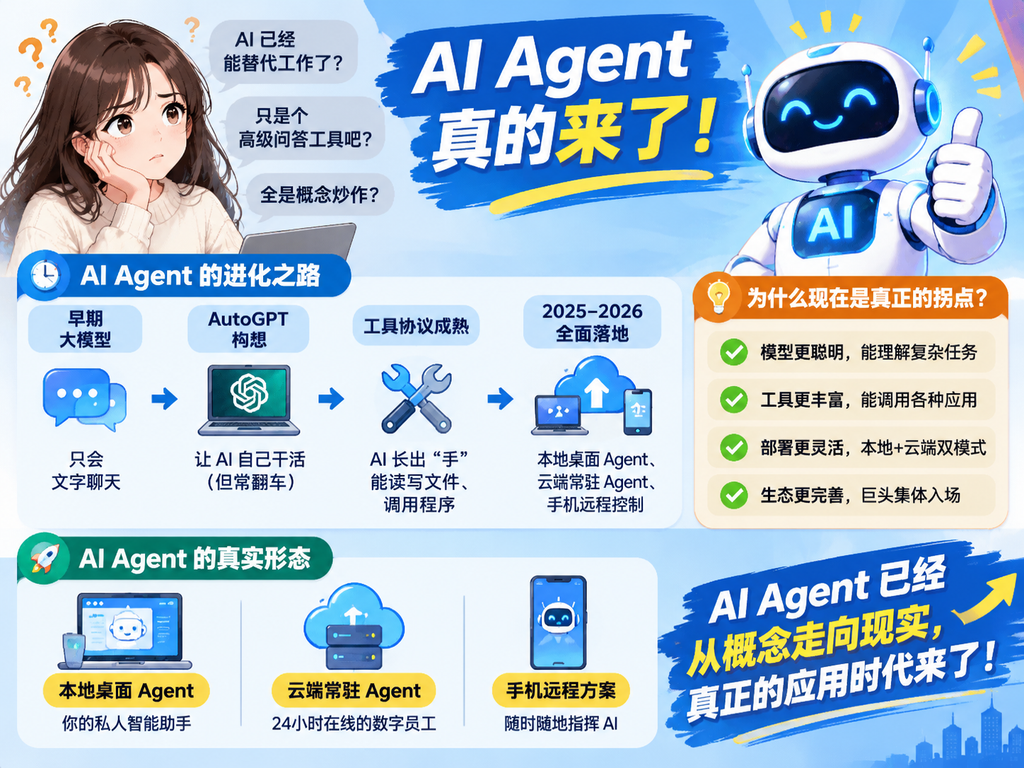 AI 已经
能替代工作了？
只是个
高级问答工具吧？
全是概念炒作？
AI Agent
真的来了！
AI
AI Agent 的进化之路
早期
大模型
只会
文字聊天
AutoGPT
构想
让 AI 自己干活
（但常翻车）
工具协议成熟
AI 长出“手”
能读写文件、
调用程序
2025–2026
全面落地
本地桌面 Agent、
云端常驻 Agent、
手机远程控制
为什么现在是真正的拐点？
模型更聪明，能理解复杂任务
工具更丰富，能调用各种应用
部署更灵活，本地+云端双模式
生态更完善，巨头集体入场
AI Agent 的真实形态
本地桌面 Agent
你的私人智能助手
云端常驻 Agent
24小时在线的数字员工
手机远程方案
随时随地指挥 AI
AI Agent 已经
从概念走向现实，
真正的应用时代来了！